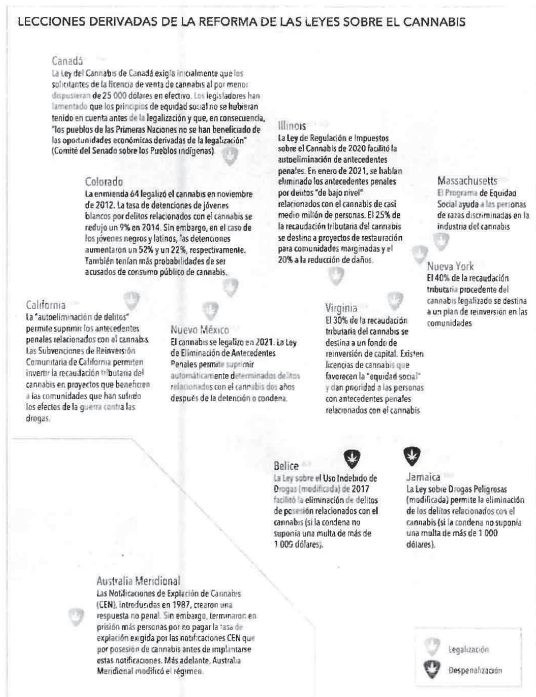 LECCIONES DERIVADAS DE LA REFORMA DE LAS LEYES SOBRE EL CANNABIS
Canadá
La Ley del Cannabis de Canadá exigía inicialmente que los
solicitantes de la licencia de venta de cannabis al por menor
dispusieran de 25 000 dólares en efectivo. Los legisladores han
lamentado que los principios de equidad social no se hubieran
tenido en cuenta antes de la legalización y que, en consecuencia,
"los pueblos de las Primeras Naciones no se han beneficado de
las oportunidades económicas derivadas de la legalización"
(Comité del Senado sobre los Pueblos Indígenas)
Illinois
La Ley de Regulación e Impuestos
sobre el Cannabis de 2020 facilitó la
autoeliminación de antecedentes
penales. En enero de 2021, se habían
eliminado los antecedentes penales
por delitos "de bajo nivel"
relacionados con el cannabis de casi
medio millón de personas. El 25% de
la recaudación tributaria del cannabis
se destina a proyectos de restauración
para comunidades marginadas y el
20% a la reducción de daños.
Colorado
La enmienda 64 legalizó el cannabis en noviembre
de 2012. La tasa de detenciones de jóvenes
blancos por delitos relacionados con el cannabis se
redujo un 9% en 2014. Sin embargo, en el caso de
los jóvenes negros y latinos, las detenciones
aumentaron un 52% y un 22%, respectivamente.
También tenían más probabilidades de ser
acusados de consumo público de cannabis.
Massachusetts
El Programa de Equidad
Social ayuda a las personas
de razas discriminadas en la
industria del cannabis
Nueva York
El 40% de la recaudación
tributaria procedente del
cannabis legalizado se destina
a un plan de reinversión en las
comunidades
California
La "autoeliminación de delitos"
permite suprimir los antecedentes
penales relacionados con el cannabis.
Las Subvenciones de Reinversión
Comunitaria de California permiten
invertir la recaudación tributaria del
cannabis en proyectos que beneficien
a las comunidades que han sufrido
los efectos de la guerra contra las
drogas.
Nuevo México
El cannabis se legalizo en 2021. La Ley
de Eliminación de Antecedentes
Penales permite suprimir
automáticamente determinados delitos
relacionados con el cannabis dos años
después de la detención o condena.
Virginia
El 30% de la recaudación
tributaria del cannabis se
destina a un fondo de
reinversión de capital. Existen
licencias de cannabis que
favorecen la "equidad social"
y dan prioridad a las personas
con antecedentes penales
relacionados con el cannabis
Belice
La Ley sobre el Uso Indebido de
Drogas (modificada) de 2017
facilitó la eliminación de delitos
de posesión relacionados con el
cannabis (si la condena no
suponía una multa de más de
1 000 dólares).
Jamaica
La Ley sobre Drogas Peligrosas
(modificada) permite la eliminación
de los delitos relacionados con el
cannabis (si la condena no suponía
una multa de más de 1 000
dólares).
Australia Meridional
Las Notificaciones de Expiación de Cannabis
(CEN), introducidas en 1987, crearon una
respuesta no penal. Sin embargo, terminaron en
prisión más personas por no pagar la tasa de
expiación exigida por las notificaciones CEN que
por posesión de cannabis antes de implantarse
estas notificaciones. Más adelante, Australia
Meridional modificó el régimen.
Legalización
Despenalización